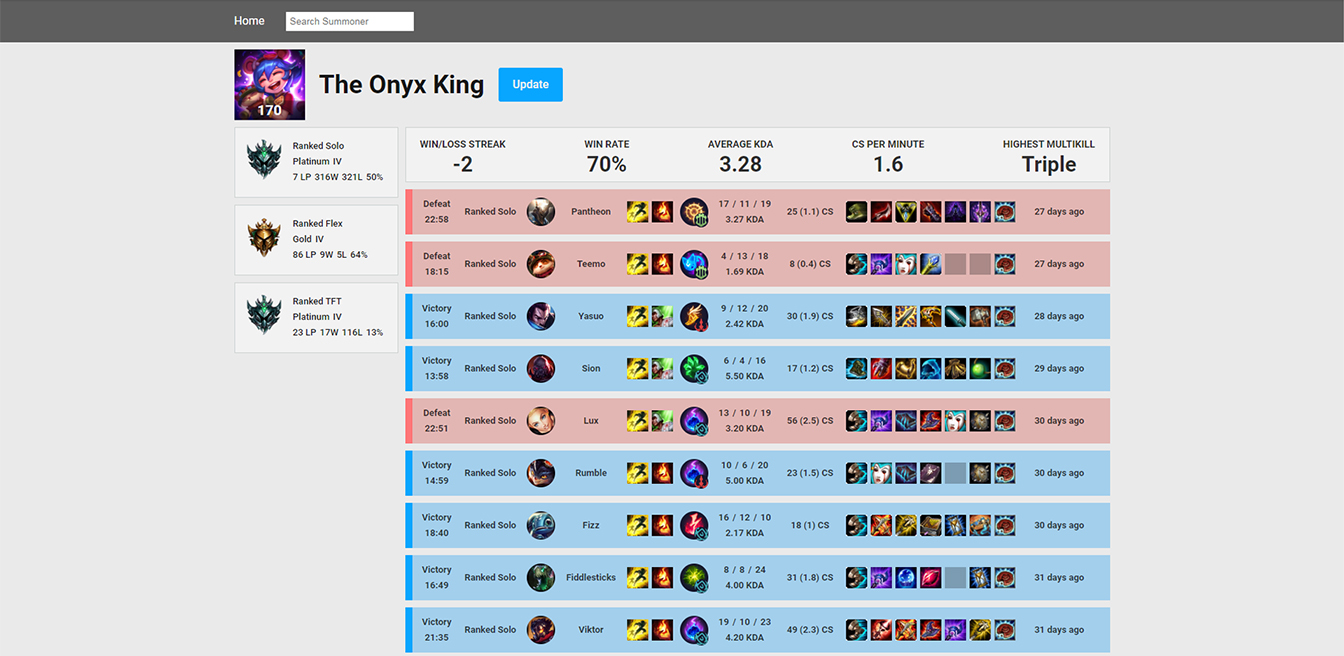 Home
Search Summoner
170
The Onyx King
Update
Ranked Solo
Platinum IV
7 LP 316W 321L 50%
Ranked Flex
Gold IV
86 LP 9W 5L 64%
Ranked TFT
Platinum IV
23 LP 17W 116L 13%
WIN/LOSS STREAK
-2
WIN RATE
70%
AVERAGE KDA
3.28
CS PER MINUTE
1.6
HIGHEST MULTIKILL
Triple
Defeat
22:58
Ranked Solo
Pantheon
17 / 11 / 19
3.27 KDA
25 (1.1) CS
27 days ago
Defeat
18:15
Ranked Solo
Teemo
4 / 13 / 18
1.69 KDA
8 (0.4) CS
27 days ago
Victory
16:00
Ranked Solo
Yasuo
9 / 12 / 20
2.42 KDA
30 (1.9) CS
28 days ago
Victory
13:58
Ranked Solo
Sion
6 / 4 / 16
5.50 KDA
17 (1.2) CS
29 days ago
Defeat
22:51
Ranked Solo
Lux
13 / 10 / 19
3.20 KDA
56 (2.5) CS
30 days ago
Victory
14:59
Ranked Solo
Rumble
10 / 6 / 20
5.00 KDA
23 (1.5) CS
30 days ago
Victory
18:40
Ranked Solo
Fizz
16 / 12 / 10
2.17 KDA
18 (1) CS
30 days ago
Victory
16:49
Ranked Solo
Fiddlesticks
8 / 8 / 24
4.00 KDA
31 (1.8) CS
31 days ago
Victory
21:35
Ranked Solo
Viktor
19 / 10 / 23
4.20 KDA
49 (2.3) CS
31 days ago